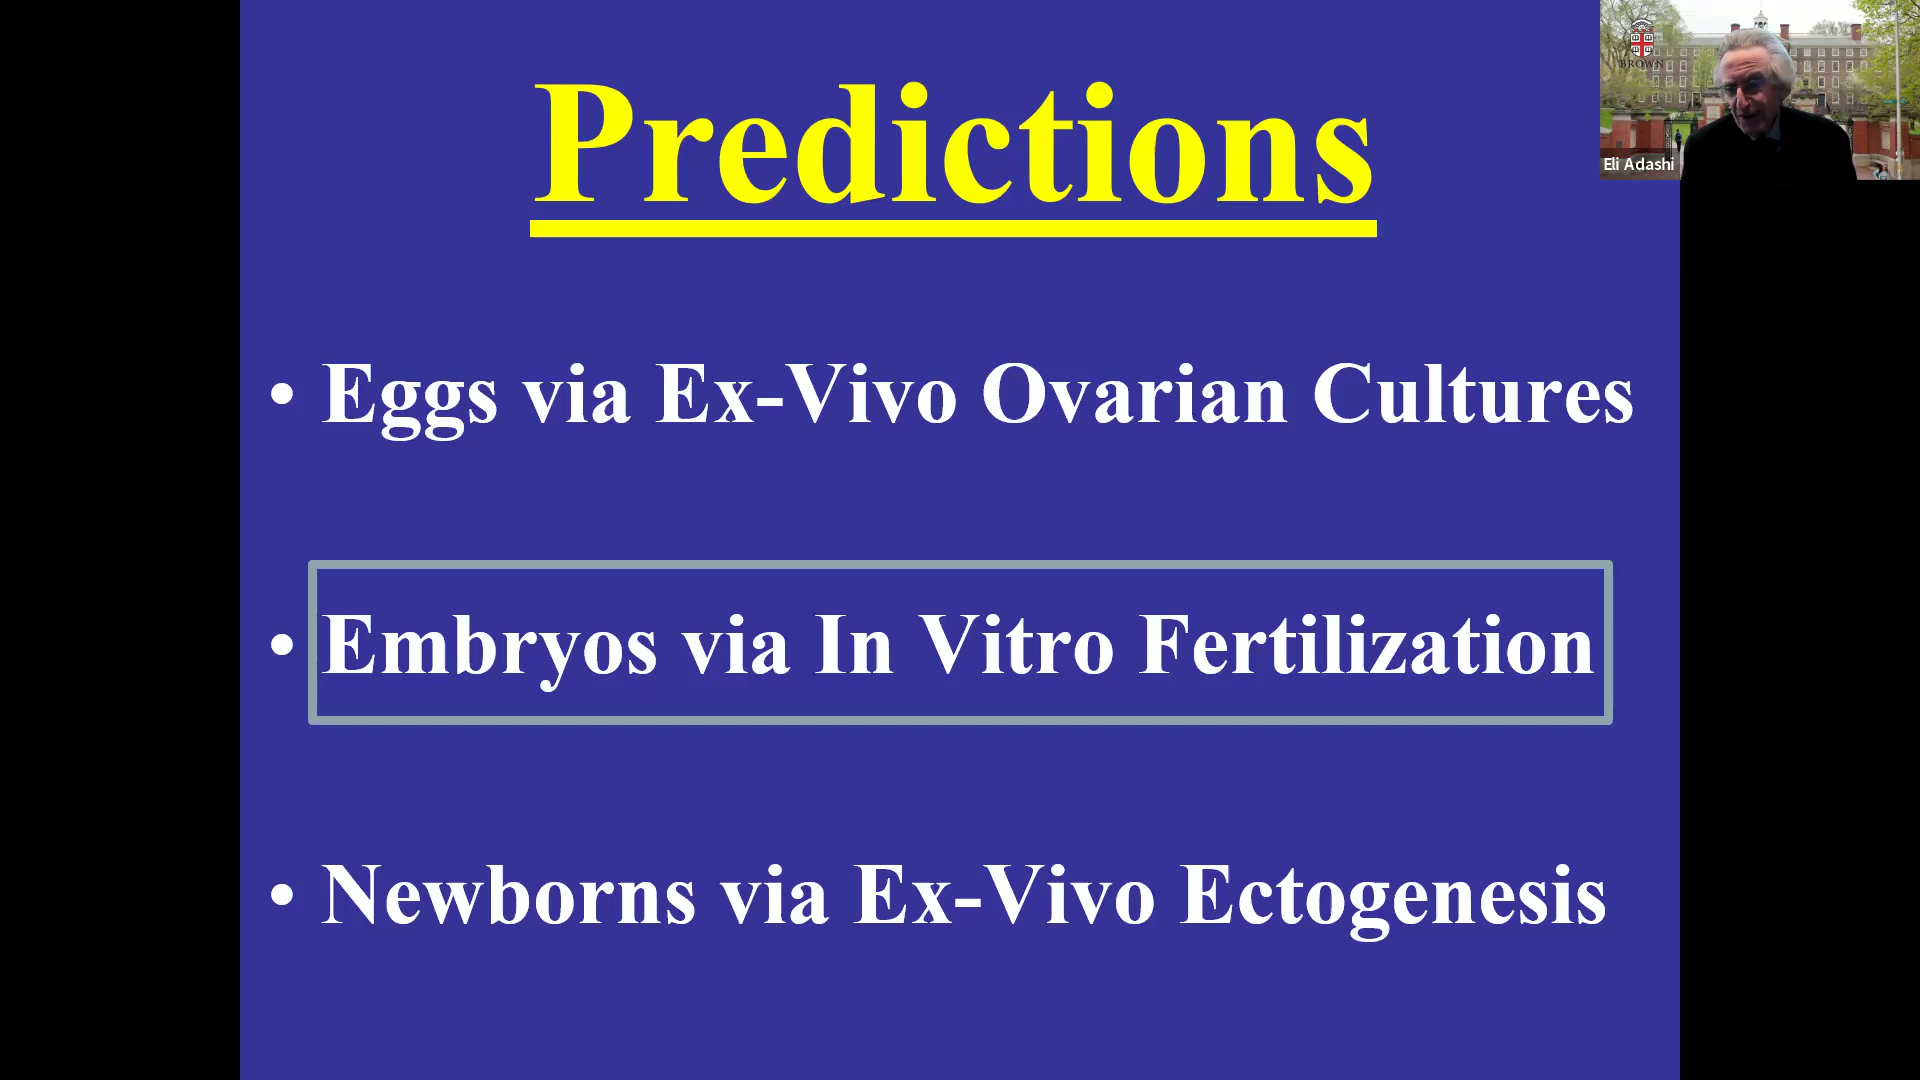 Predictions
• Eggs via Ex-Vivo Ovarian Cultures
• Embryos via In Vitro Fertilization
• Newborns via Ex-Vivo Ectogenesis
BROWN
Eli Adashi